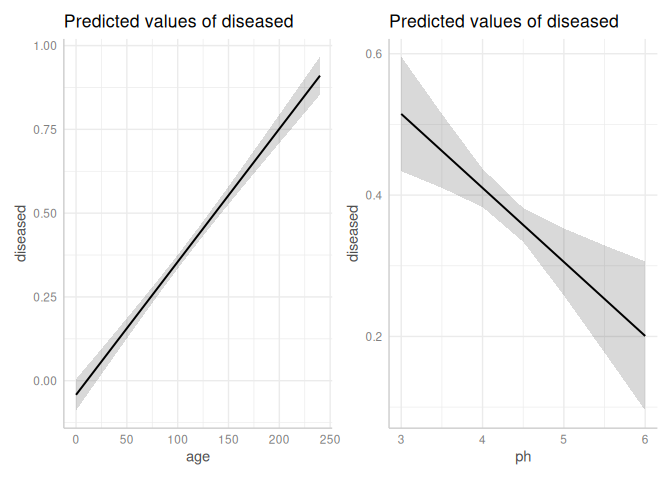 Predicted values of diseased
1.00
0.75
0.50
0.25
0.00
diseased
0 50 100 150 200 250
age
Predicted values of diseased
0.6
0.4
0.2
diseased
3 4 5 6
ph